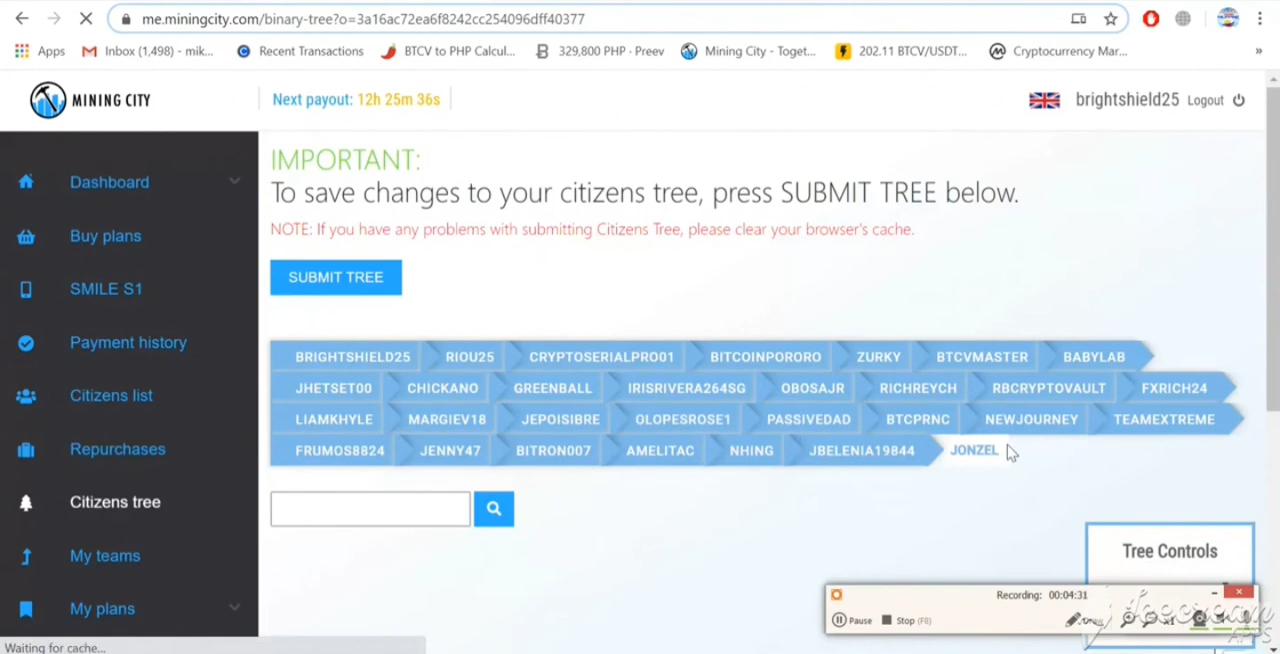 me.miningcity.com/binary-tree?o=3a16ac72ea6f8242cc254096dff40377
Apps Inbox (1,498) - mik... Recent Transactions BTCV to PHP Calcul... 329,800 PHP · Preev Mining City - Toget... 202.11 BTCV/USDT... Cryptocurrency Mar... »
MINING CITY Next payout: 12h 25m 36s brightshield25 Logout
Dashboard
Buy plans
SMILE S1
Payment history
Citizens list
Repurchases
Citizens tree
My teams
My plans
IMPORTANT:
To save changes to your citizens tree, press SUBMIT TREE below.
NOTE: If you have any problems with submitting Citizens Tree, please clear your browser's cache.
SUBMIT TREE
BRIGHTSHIELD25 RIOU25 CRYPTOSERIALPRO01 BITCOINPORORO ZURKY BTCVMASTER BABYLAB
JHETSET00 CHICKANO GREENBALL IRISRIVERA264SG OBOSAJR RICHREYCH RBCRYPTOVAULT FXRICH24
LIAMKHYLE MARGIEV18 JEPOISIBRE OLOPESROSE1 PASSIVEDAD BTCPRNC NEWJOURNEY TEAMEXTREME
FRUMOS8824 JENNY47 BITRON007 AMELITAC NHING JBELENIA19844 JONZEL
Tree Controls
Recording: 00:04:31
Pause Stop (F8)
APPS
Waiting for cache...